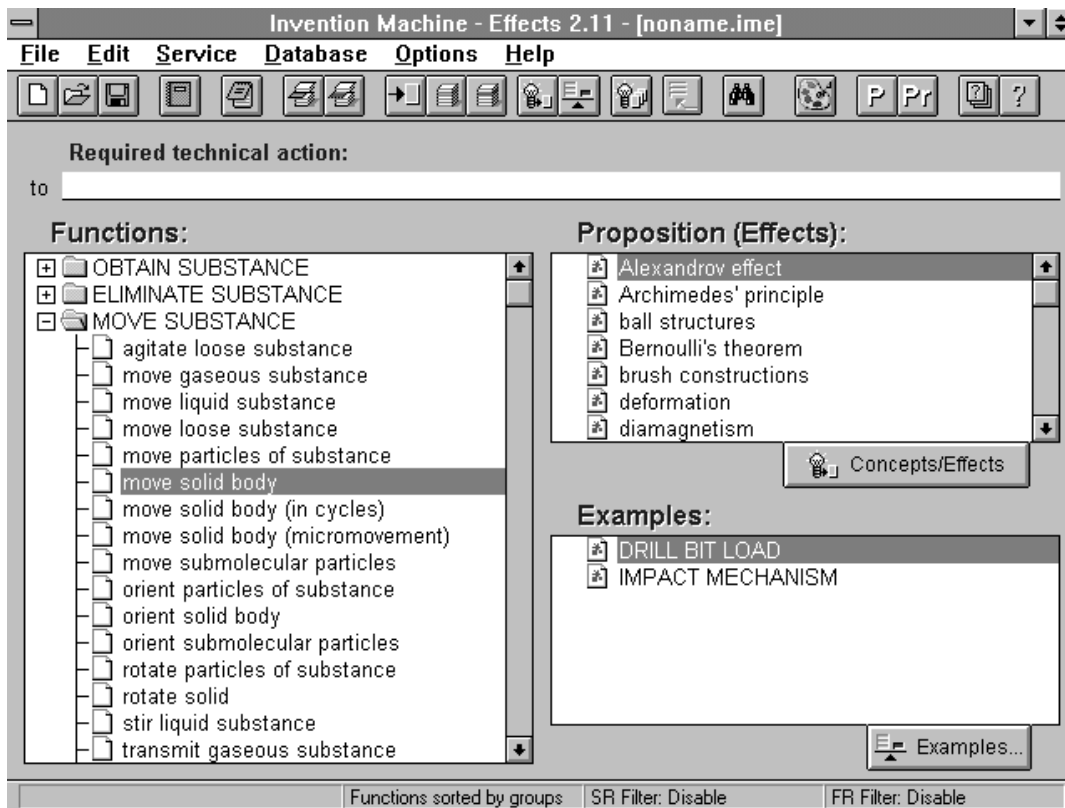 Invention Machine - Effects 2.11 - [noname.ime]
File Edit Service Database Options Help
P Pr ? ?
Required technical action:
to
Functions:
OBTAIN SUBSTANCE
ELIMINATE SUBSTANCE
MOVE SUBSTANCE
agitate loose substance
move gaseous substance
move liquid substance
move loose substance
move particles of substance
move solid body
move solid body (in cycles)
move solid body (micromovement)
move submolecular particles
orient particles of substance
orient solid body
orient submolecular particles
rotate particles of substance
rotate solid
stir liquid substance
transmit gaseous substance
Proposition (Effects):
Alexandrov effect
Archimedes' principle
ball structures
Bernoulli's theorem
brush constructions
deformation
diamagnetism
Concepts/Effects
Examples:
DRILL BIT LOAD
IMPACT MECHANISM
Examples...
Functions sorted by groups SR Filter: Disable FR Filter: Disable